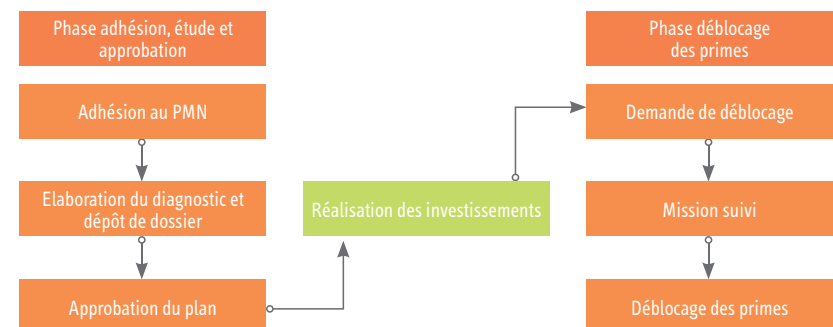 Phase adhésion, étude et
approbation
Adhésion au PMN
Elaboration du diagnostic et
dépôt de dossier
Approbation du plan
Réalisation des investissements
Phase déblocage
des primes
Demande de déblocage
Mission suivi
Déblocage des primes